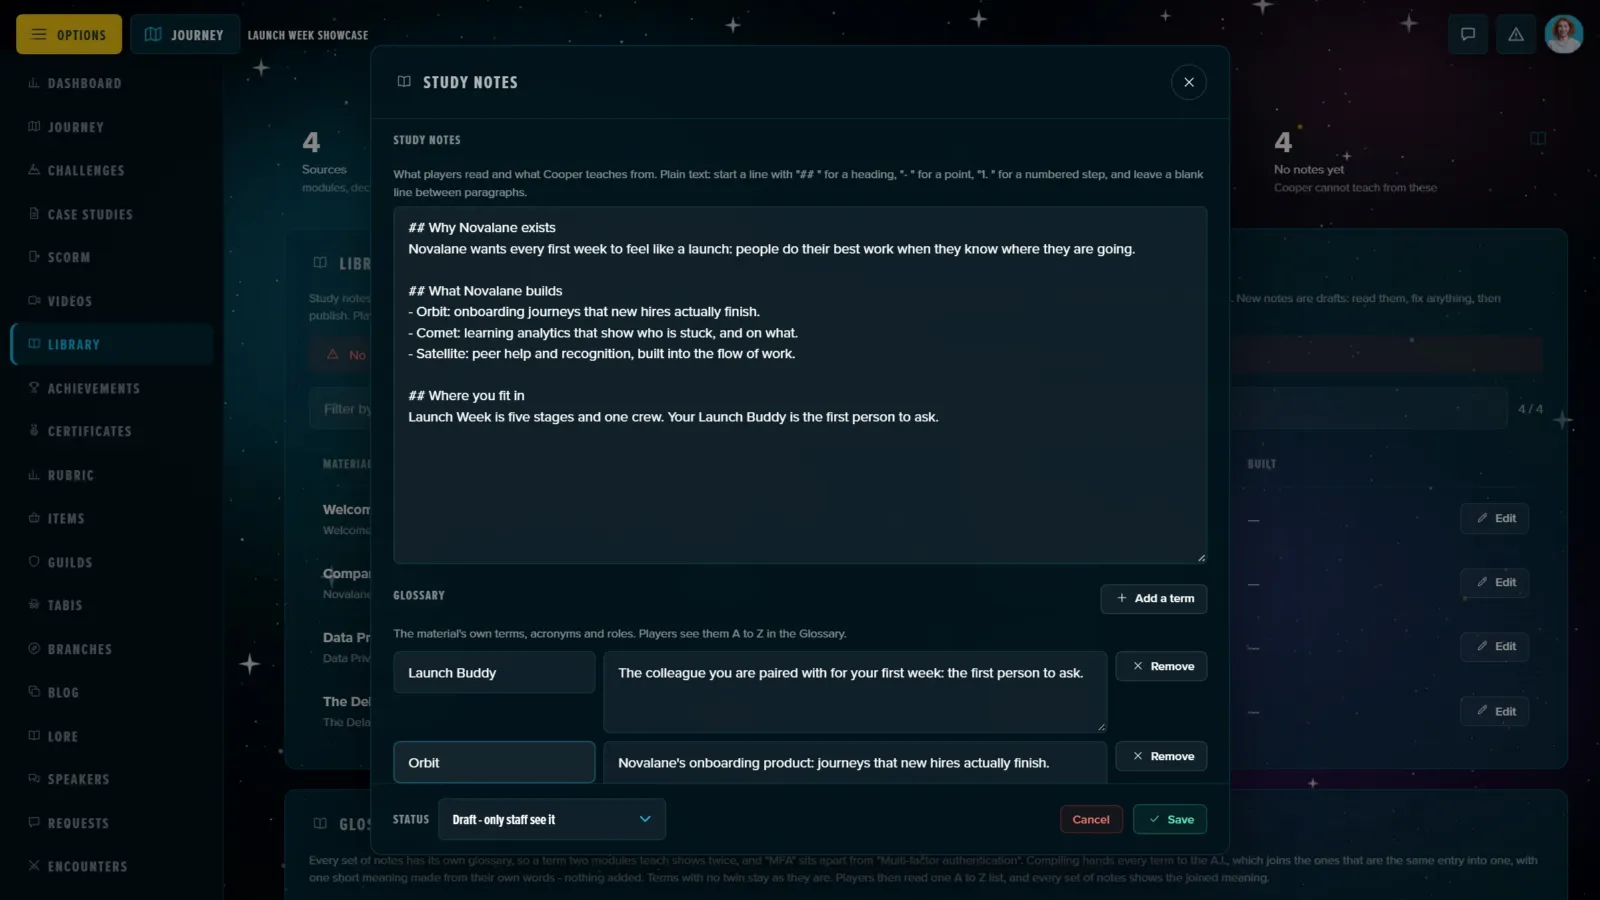 OPTIONS
JOURNEY
LAUNCH WEEK SHOWCASE
DASHBOARD
JOURNEY
CHALLENGES
CASE STUDIES
SCORM
VIDEOS
LIBRARY
ACHIEVEMENTS
CERTIFICATES
RUBRIC
ITEMS
GUILDS
TABIS
BRANCHES
BLOG
LORE
SPEAKERS
REQUESTS
ENCOUNTERS
4
Sources
modules,
4
No notes yet
Cooper cannot teach from these
Study notes
New notes are drafts: read them, fix anything, then
publish.
No
Filter by
4 / 4
BUILT
Welcome
Novalane
Data
The
— Edit
— Edit
— Edit
— Edit
STUDY NOTES
STUDY NOTES
What players read and what Cooper teaches from. Plain text: start a line with "## " for a heading, "- " for a point, "1. " for a numbered step, and leave a blank
line between paragraphs.
## Why Novalane exists
Novalane wants every first week to feel like a launch: people do their best work when they know where they are going.
## What Novalane builds
- Orbit: onboarding journeys that new hires actually finish.
- Comet: learning analytics that show who is stuck, and on what.
- Satellite: peer help and recognition, built into the flow of work.
## Where you fit in
Launch Week is five stages and one crew. Your Launch Buddy is the first person to ask.
GLOSSARY
+ Add a term
The material's own terms, acronyms and roles. Players see them A to Z in the Glossary.
Launch Buddy
The colleague you are paired with for your first week: the first person to ask.
Remove
Orbit
Novalane's onboarding product: journeys that new hires actually finish.
Remove
STATUS
Draft - only staff see it
Cancel
Save
Every set of notes has its own glossary, so a term two modules teach shows twice, and "MFA" sits apart from "Multi-factor authentication". Compiling hands every term to the A.I., which joins the ones that are the same entry into one, with
one short meaning made from their own words - nothing added. Terms with no twin stay as they are. Players then read one A to Z list, and every set of notes shows the joined meaning.